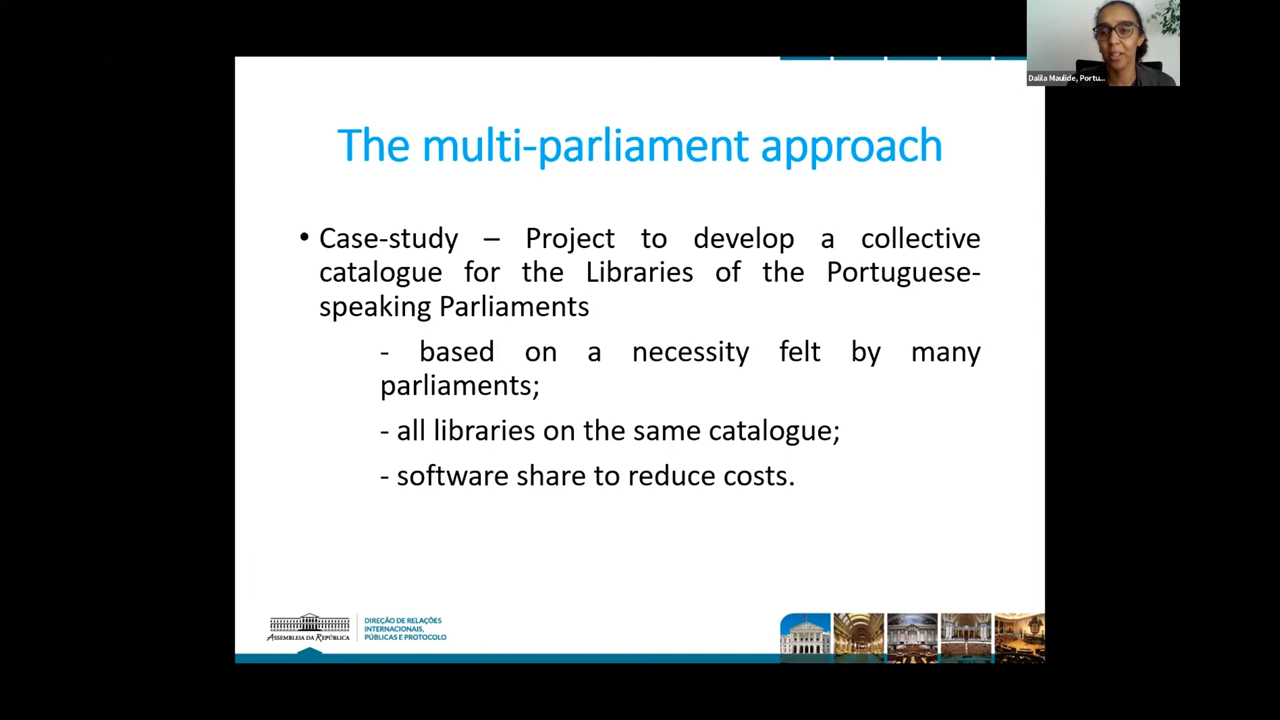 Dalila Maulide, Portu...
The multi-parliament approach
• Case-study – Project to develop a collective
catalogue for the Libraries of the Portuguese-
speaking Parliaments
- based on a necessity felt by many
parliaments;
- all libraries on the same catalogue;
- software share to reduce costs.
ASSEMBLEIA DA REPÚBLICA
DIREÇÃO DE RELAÇÕES
INTERNACIONAIS,
PÚBLICAS E PROTOCOLO